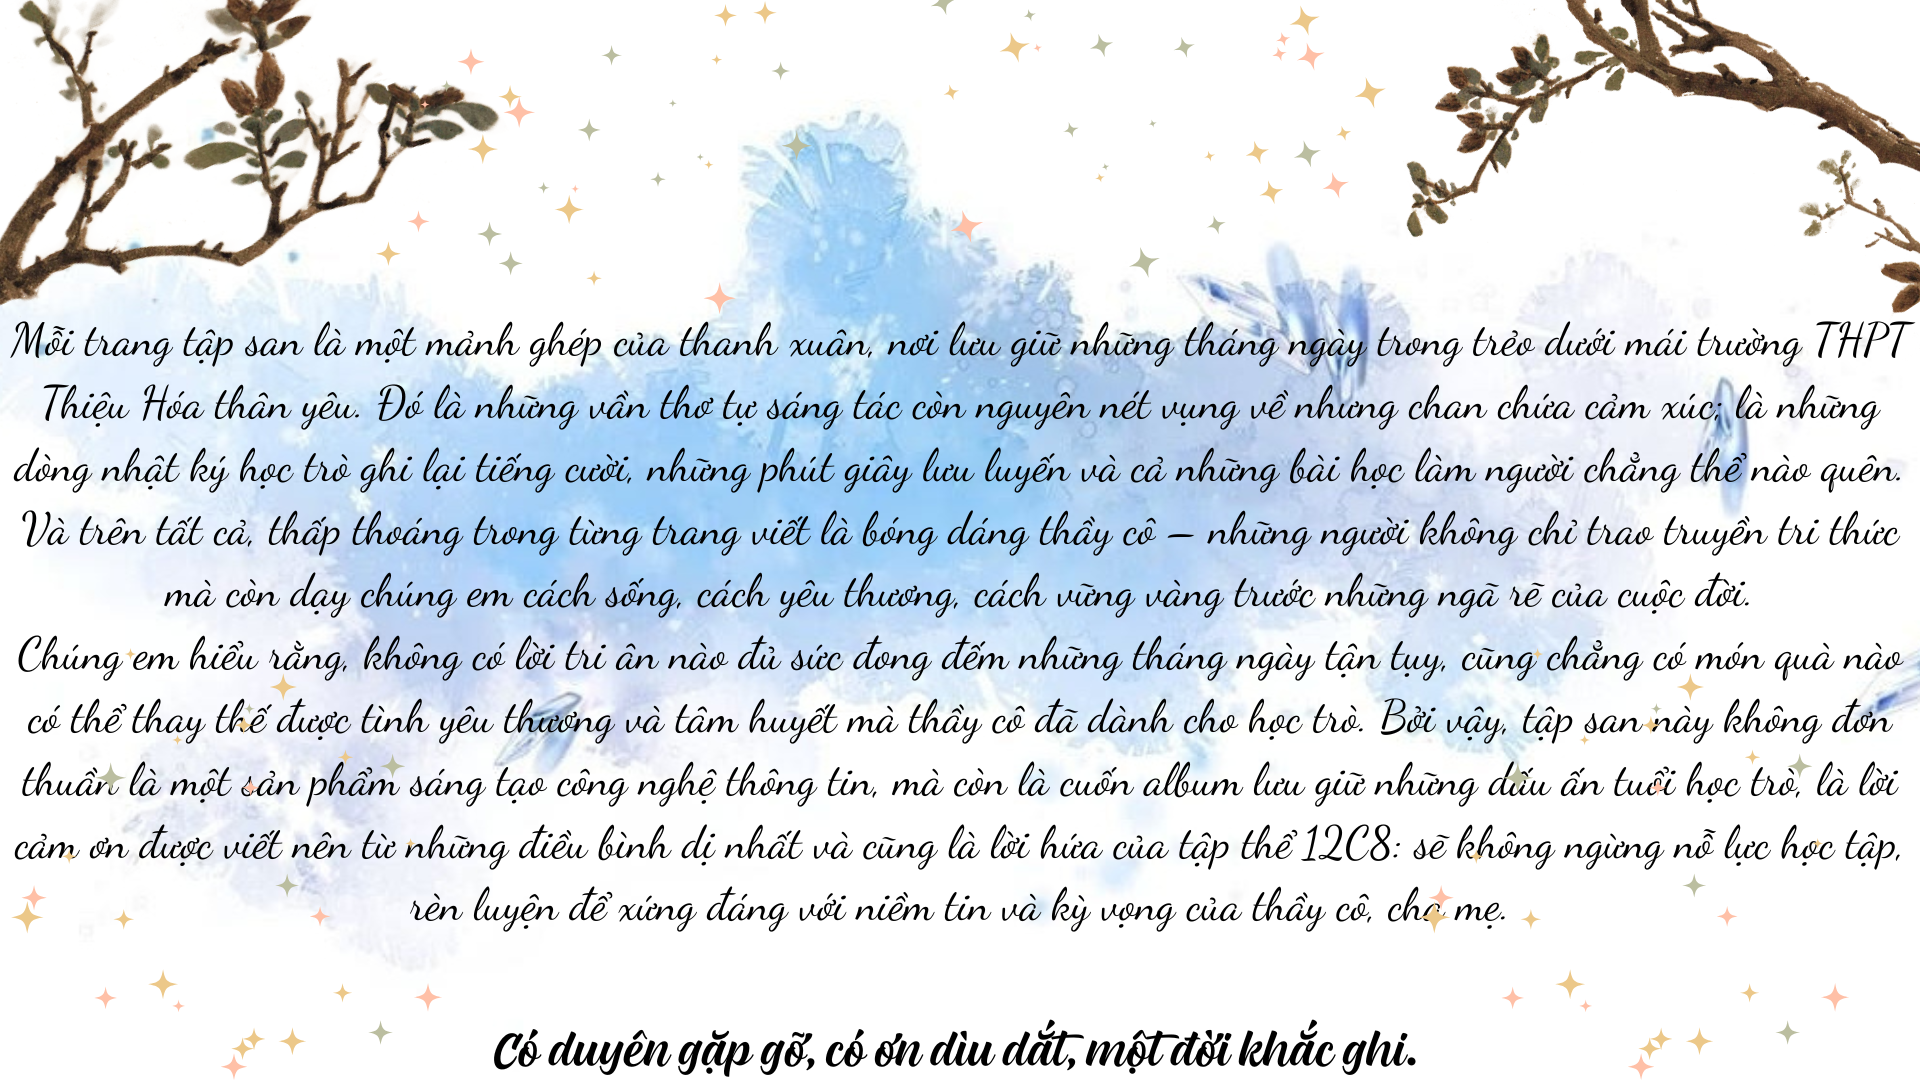 Mỗi trang tập san là một mảnh ghép của thanh xuân, nơi lưu giữ những tháng ngày trong trẻo dưới mái trường THPT
Thiệu Hóa thân yêu. Đó là những vần thơ tự sáng tác còn nguyên nét vụng về nhưng chan chứa cảm xúc; là những
dòng nhật ký học trò ghi lại tiếng cười, những phút giây lưu luyến và cả những bài học làm người chẳng thể nào quên.
Và trên tất cả, thấp thoáng trong từng trang viết là bóng dáng thầy cô – những người không chỉ trao truyền tri thức
mà còn dạy chúng em cách sống, cách yêu thương, cách vững vàng trước những ngã rẽ của cuộc đời.
Chúng em hiểu rằng, không có lời tri ân nào đủ sức đong đếm những tháng ngày tận tụy, cũng chẳng có món quà nào
có thể thay thế được tình yêu thương và tâm huyết mà thầy cô đã dành cho học trò. Bởi vậy, tập san này không đơn
thuần là một sản phẩm sáng tạo công nghệ thông tin, mà còn là cuốn album lưu giữ những dấu ấn tuổi học trò, là lời
cảm ơn được viết nên từ những điều bình dị nhất và cũng là lời hứa của tập thể 12C8: sẽ không ngừng nỗ lực học tập,
rèn luyện để xứng đáng với niềm tin và kỳ vọng của thầy cô, cha mẹ.
Có duyên gặp gỡ, có ơn dìu dắt, một đời khắc ghi.